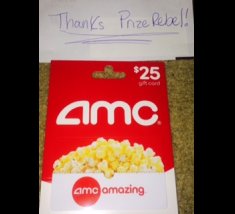 Thanks PrizeRebel!
$25
gift card
amc
amc amazing